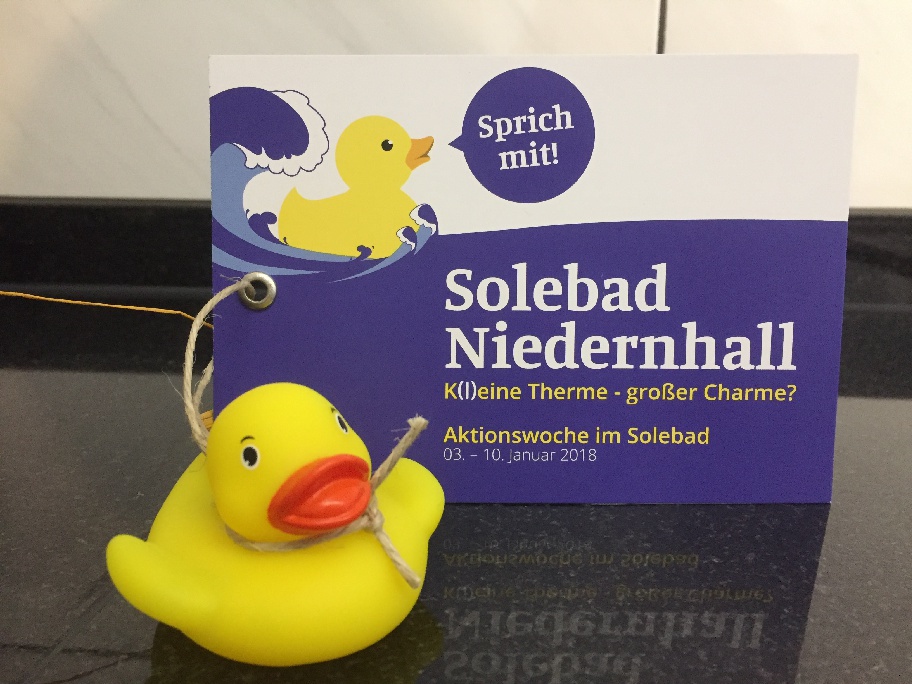 Sprich
mit!
Solebad
Niedernhall
K(l)eine Therme - großer Charme?
Aktionswoche im Solebad
03. – 10. Januar 2018